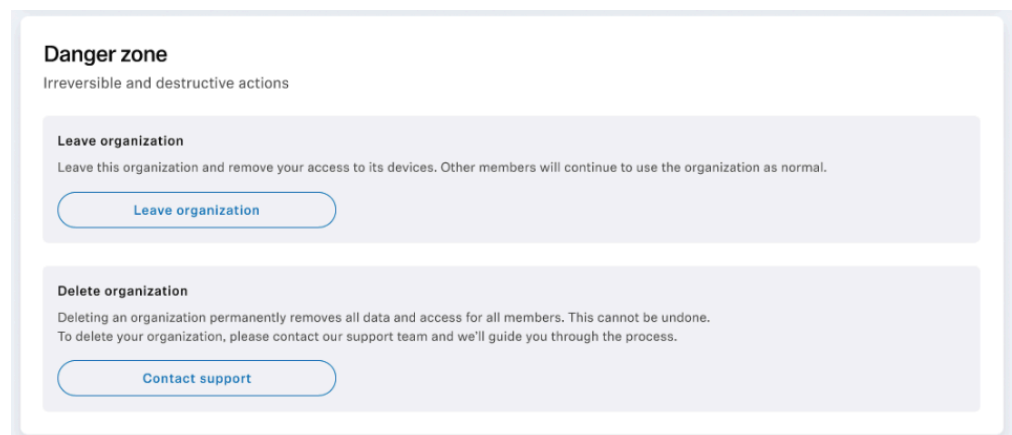 Danger zone
Irreversible and destructive actions
Leave organization
Leave this organization and remove your access to its devices. Other members will continue to use the organization as normal.
Leave organization
Delete organization
Deleting an organization permanently removes all data and access for all members. This cannot be undone.
To delete your organization, please contact our support team and we'll guide you through the process.
Contact support